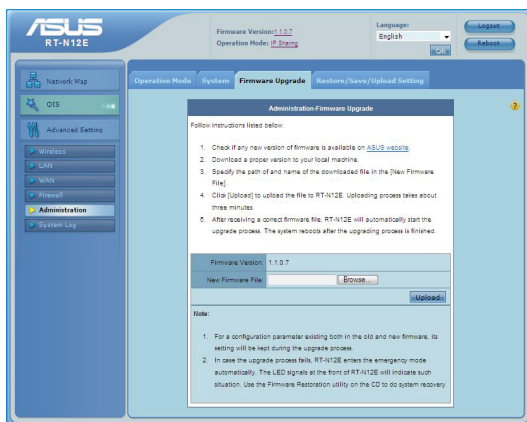 ASUS
RT-N12E
Firmware Version:1.1.0.7
Operation Mode: IP Sharing
Language:
English
OK
Logout
Reboot
Network Map
Operation Mode
System
Firmware Upgrade
Restore/Save/Upload Setting
QIS
Advanced Setting
Wireless
LAN
WAN
Firewall
Administration
System Log
Administration-Firmware Upgrade
?
Follow instructions listed below:
1. Check if any new version of firmware is available on ASUS website.
2. Download a proper version to your local machine.
3. Specify the path of and name of the downloaded file in the [New Firmware
File].
4. Click [Upload] to upload the file to RT-N12E. Uploading process takes about
three minutes.
5. After receiving a correct firmware file, RT-N12E will automatically start the
upgrade process. The system reboots after the upgrading process is finished.
Firmware Version: 1.1.0.7
New Firmware File:
Browse...
Upload
Note:
1. For a configuration parameter existing both in the old and new firmware, its
setting will be kept during the upgrade process.
2. In case the upgrade process fails, RT-N12E enters the emergency mode
automatically. The LED signals at the front of RT-N12E will indicate such
situation. Use the Firmware Restoration utility on the CD to do system recovery.